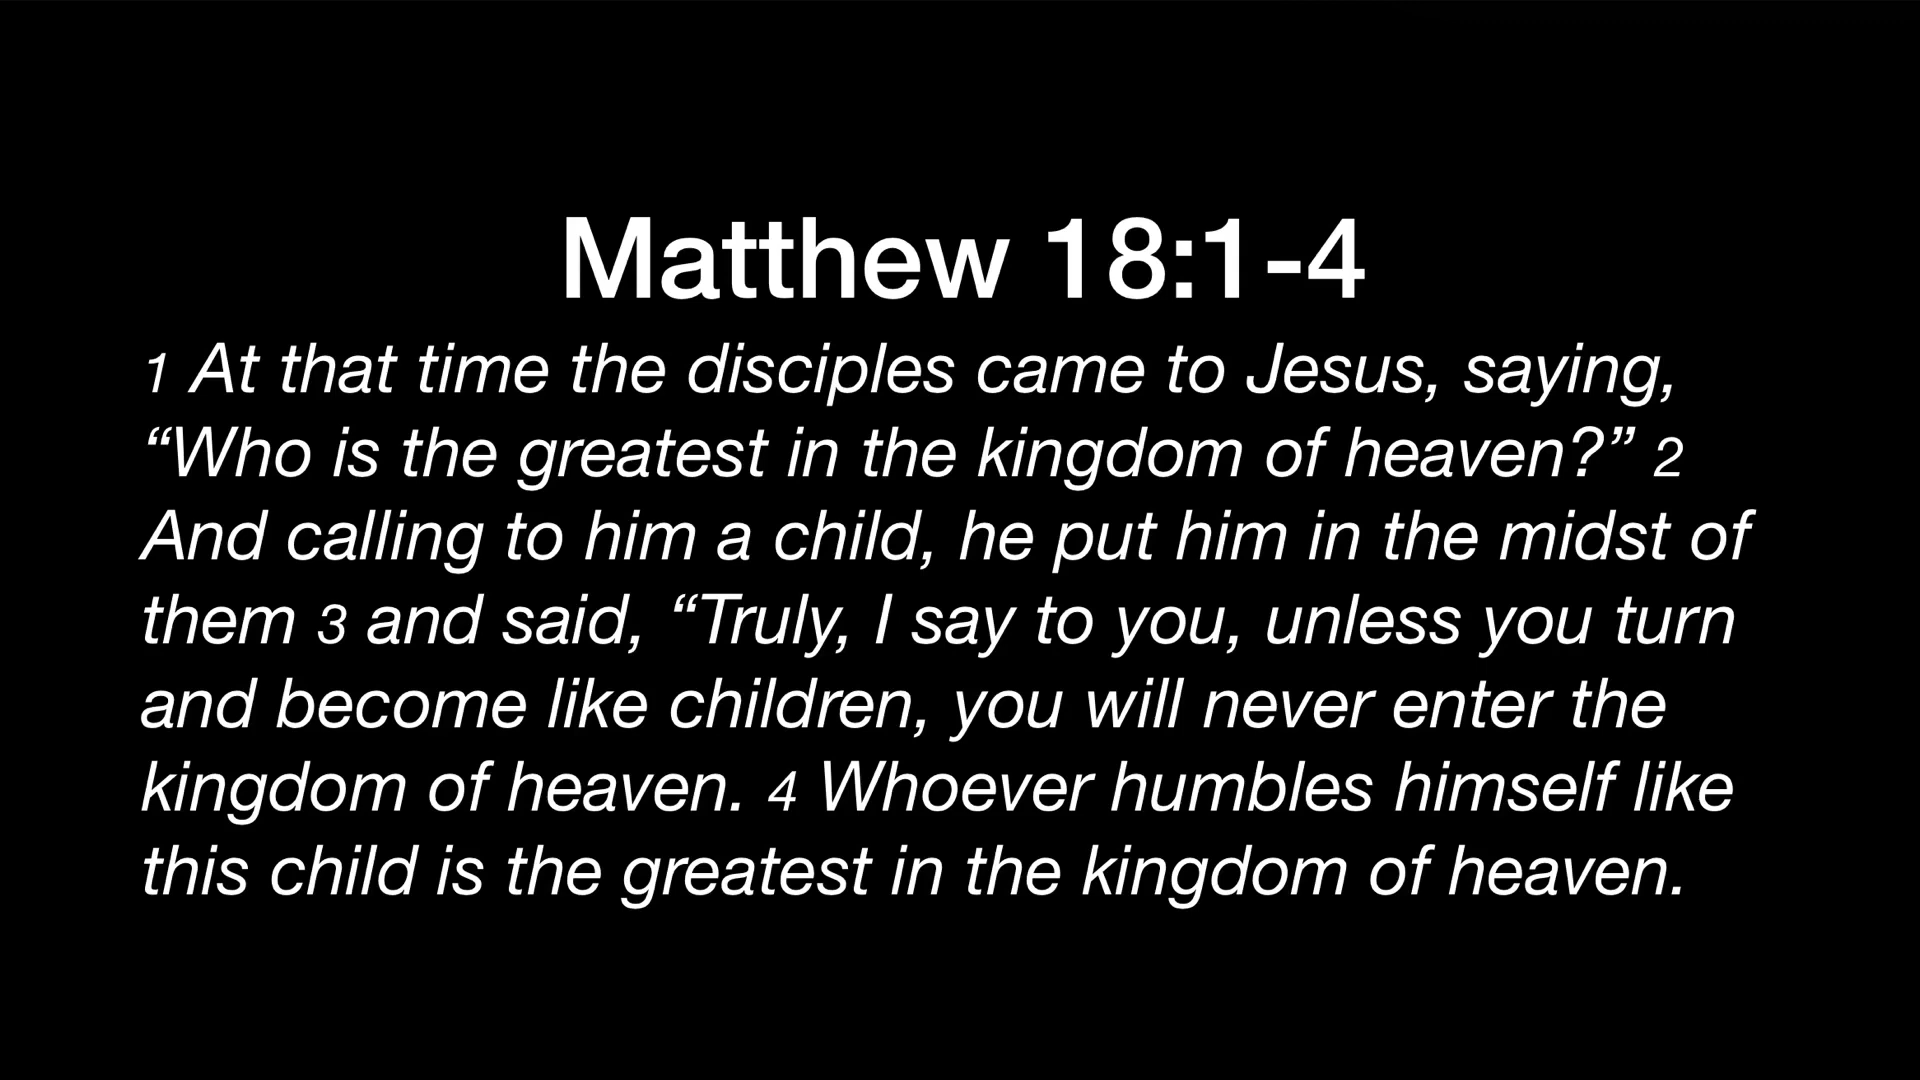 Matthew 18:1-4
1 At that time the disciples came to Jesus, saying,
“Who is the greatest in the kingdom of heaven?” 2
And calling to him a child, he put him in the midst of
them 3 and said, “Truly, I say to you, unless you turn
and become like children, you will never enter the
kingdom of heaven. 4 Whoever humbles himself like
this child is the greatest in the kingdom of heaven.